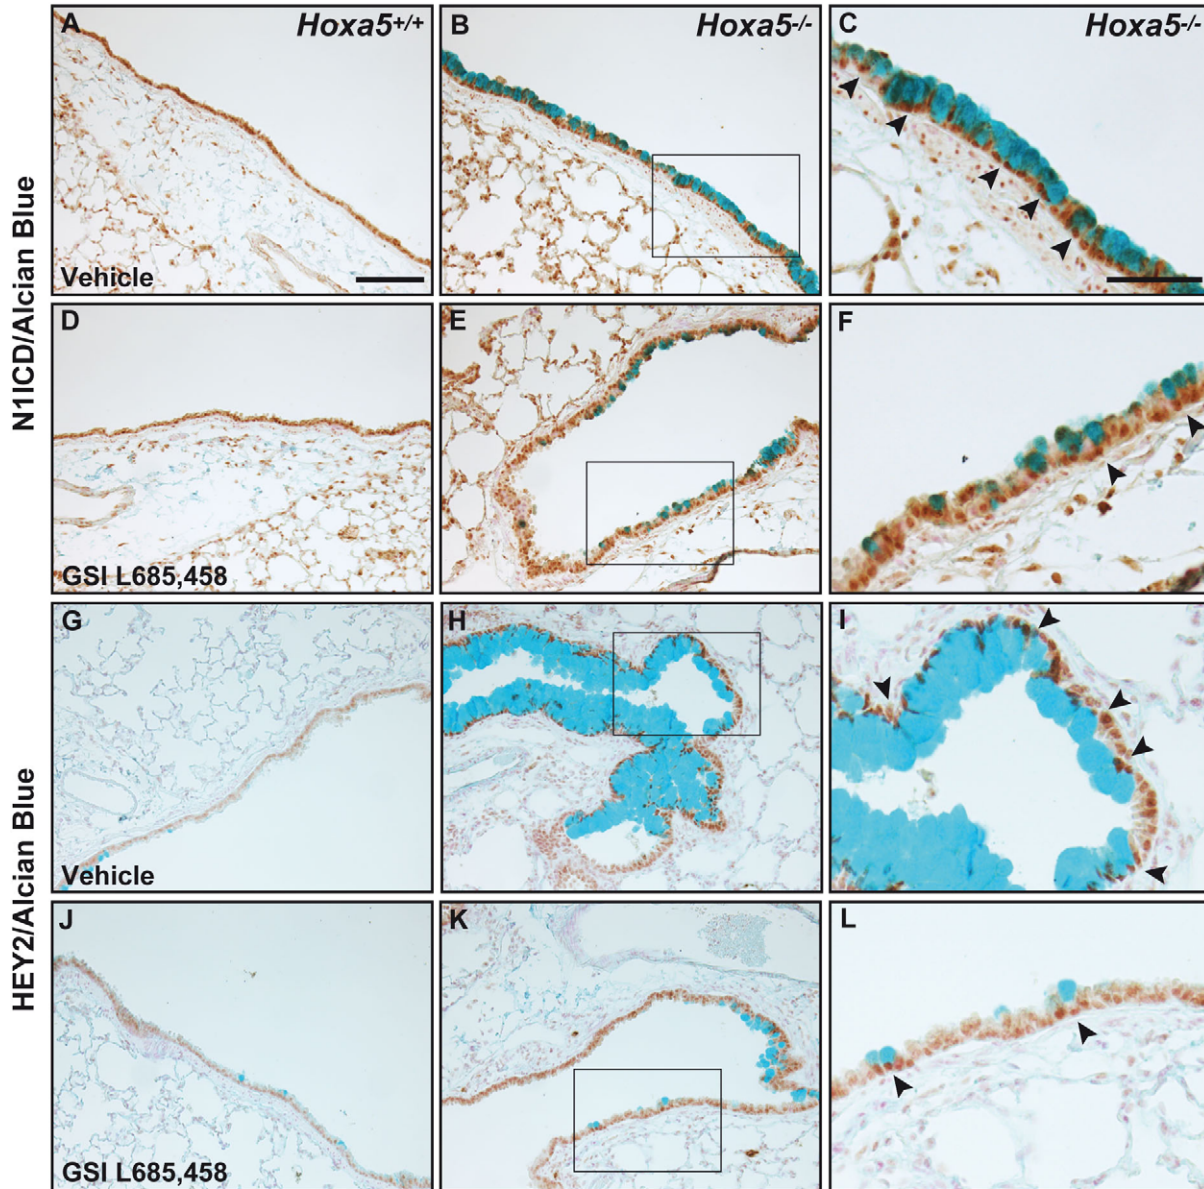 A Hoxa5+/+
B Hoxa5-/-
C Hoxa5-/-
Vehicle
N1ICD/Alcian Blue
D
E
F
GSI L685,458
G
H
I
Vehicle
HEY2/Alcian Blue
J
K
L
GSI L685,458